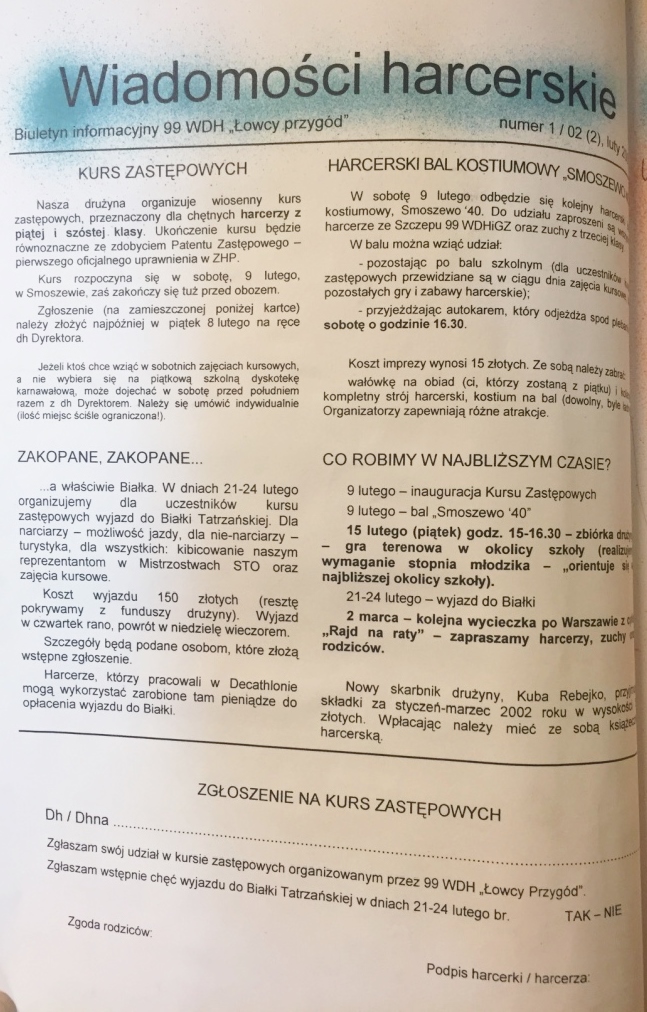 Wiadomości harcerskie
Biuletyn informacyjny 99 WDH „Łowcy przygód”
numer 1 / 02 (2), luty
KURS ZASTĘPOWYCH
Nasza drużyna organizuje wiosenny kurs
zastępowych, przeznaczony dla chętnych harcerzy z
piątej i szóstej klasy. Ukończenie kursu będzie
równoznaczne ze zdobyciem Patentu Zastępowego –
pierwszego oficjalnego uprawnienia w ZHP.
Kurs rozpoczyna się w sobotę, 9 lutego,
w Smoszewie, zaś zakończy się tuż przed obozem.
Zgłoszenie (na zamieszczonej poniżej kartce)
należy złożyć najpóźniej w piątek 8 lutego na ręce
dh Dyrektora.
Jeżeli ktoś chce wziąć w sobotnich zajęciach kursowych,
a nie wybiera się na piątkową szkolną dyskotekę
karnawałową, może dojechać w sobotę przed południem
razem z dh Dyrektorem. Należy się umówić indywidualnie
(ilość miejsc ściśle ograniczona!).
ZAKOPANE, ZAKOPANE...
...a właściwie Białka. W dniach 21-24 lutego
organizujemy dla uczestników kursu
zastępowych wyjazd do Białki Tatrzańskiej. Dla
narciarzy – możliwość jazdy, dla nie-narciarzy –
turystyka, dla wszystkich: kibicowanie naszym
reprezentantom w Mistrzostwach STO oraz
zajęcia kursowe.
Koszt wyjazdu 150 złotych (resztę
pokrywamy z funduszy drużyny). Wyjazd
w czwartek rano, powrót w niedzielę wieczorem.
Szczegóły będą podane osobom, które złożą
wstępne zgłoszenie.
Harcerze, którzy pracowali w Decathlonie
mogą wykorzystać zarobione tam pieniądze do
opłacenia wyjazdu do Białki.
HARCERSKI BAL KOSTIUMOWY „SMOSZEWO
W sobotę 9 lutego odbędzie się kolejny
kostiumowy, Smoszewo ‘40. Do udziału zaproszeni są
harcerze ze Szczepu 99 WDHiGZ oraz zuchy z trzeciej klasy
W balu można wziąć udział:
- pozostając po balu szkolnym (dla uczestników
zastępowych przewidziane są w ciągu dnia zajęcia kursowe
pozostałych gry i zabawy harcerskie);
- przyjeżdżając autokarem, który odjeżdża spod
sobotę o godzinie 16.30.
Koszt imprezy wynosi 15 złotych. Ze sobą należy zabrać
wałówkę na obiad (ci, którzy zostaną z piątku) i
kompletny strój harcerski, kostium na bal (dowolny, byle
Organizatorzy zapewniają różne atrakcje.
CO ROBIMY W NAJBLIŻSZYM CZASIE?
9 lutego – inauguracja Kursu Zastępowych
9 lutego – bal „Smoszewo ‘40”
15 lutego (piątek) godz. 15-16.30 – zbiórka
– gra terenowa w okolicy szkoły
wymaganie stopnia młodzika – „orientuje się
najbliższej okolicy szkoły).
21-24 lutego – wyjazd do Białki
2 marca – kolejna wycieczka po Warszawie z
„Rajd na raty” – zapraszamy harcerzy, zuchy
rodziców.
Nowy skarbnik drużyny, Kuba Rebejko,
składki za styczeń-marzec 2002 roku w wysokości
złotych. Wpłacając należy mieć ze sobą
harcerską.
ZGŁOSZENIE NA KURS ZASTĘPOWYCH
Dh / Dhna
Zgłaszam swój udział w kursie zastępowych organizowanym przez 99 WDH „Łowcy Przygód”.
Zgłaszam wstępnie chęć wyjazdu do Białki Tatrzańskiej w dniach 21-24 lutego br. TAK – NIE
Zgoda rodziców:
Podpis harcerki / harcerza: